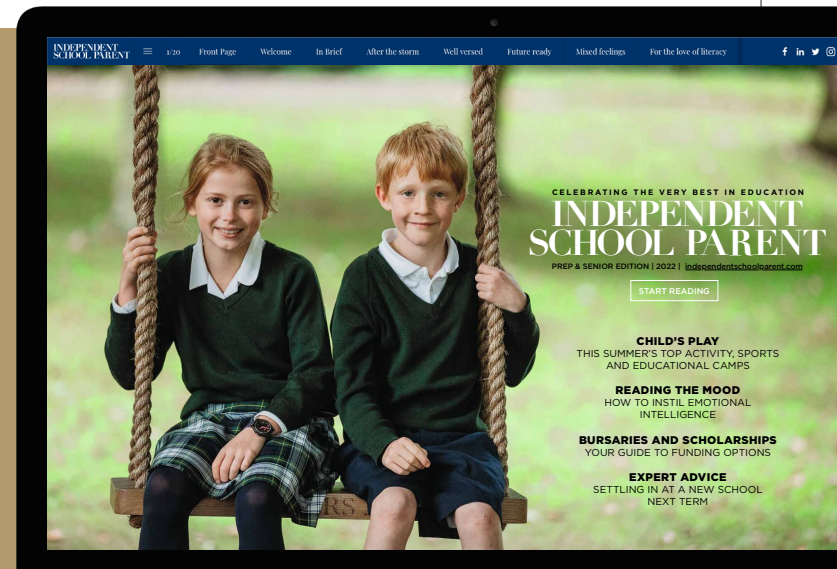 INDEPENDENT
SCHOOL PARENT
1/20 Front Page Welcome In Brief After the storm Well versed Future ready Mixed feelings For the love of literacy
CELEBRATING THE VERY BEST IN EDUCATION
INDEPENDENT
SCHOOL PARENT
PREP & SENIOR EDITION | 2022 | independentschoolparent.com
START READING
CHILD'S PLAY
THIS SUMMER'S TOP ACTIVITY, SPORTS
AND EDUCATIONAL CAMPS
READING THE MOOD
HOW TO INSTIL EMOTIONAL
INTELLIGENCE
BURSARIES AND SCHOLARSHIPS
YOUR GUIDE TO FUNDING OPTIONS
EXPERT ADVICE
SETTLING IN AT A NEW SCHOOL
NEXT TERM
RS